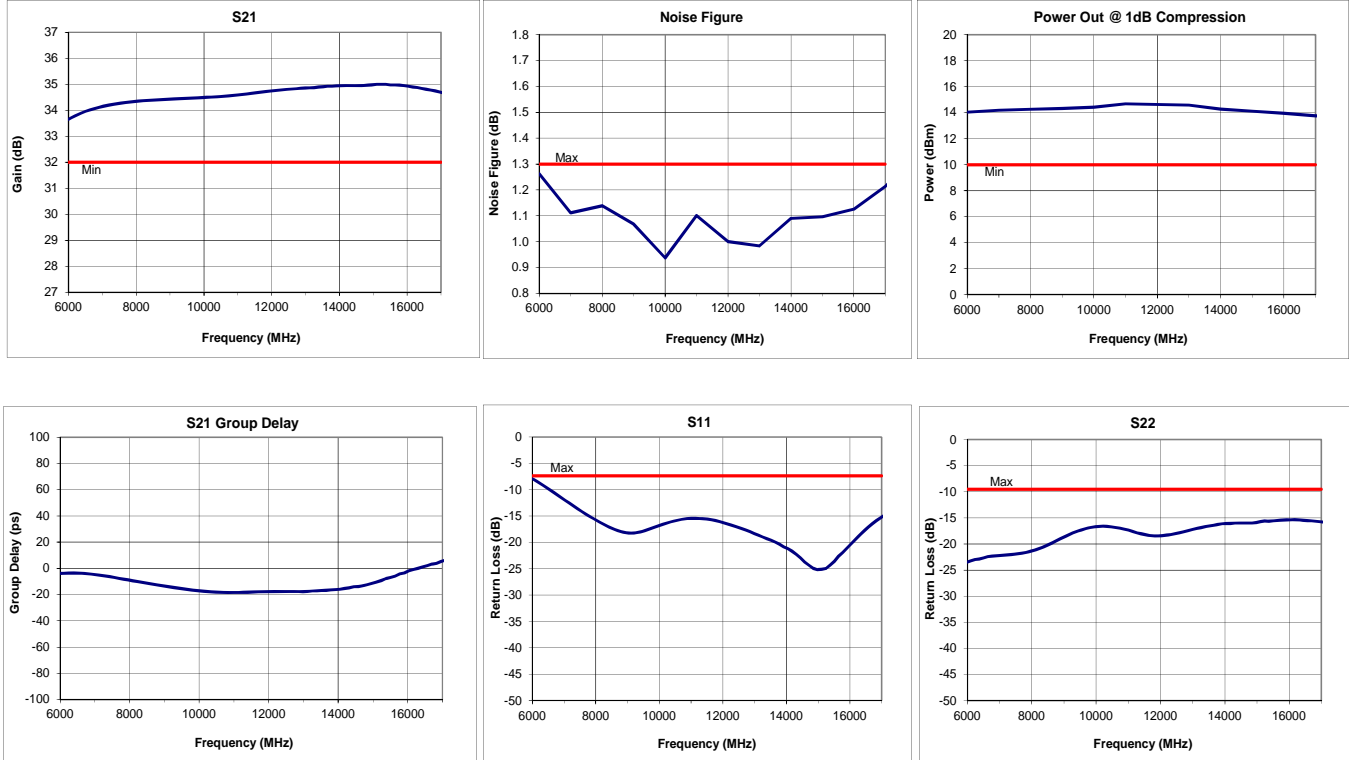 S21
37
36
35
34
33
32
31
30
29
28
27
Gain (dB)
Min
6000 8000 10000 12000 14000 16000
Frequency (MHz)
Noise Figure
1.8
1.7
1.6
1.5
1.4
1.3
1.2
1.1
1.0
0.9
0.8
Noise Figure (dB)
Max
6000 8000 10000 12000 14000 16000
Frequency (MHz)
Power Out @ 1dB Compression
20
18
16
14
12
10
8
6
4
2
0
Power (dBm)
Min
6000 8000 10000 12000 14000 16000
Frequency (MHz)
S21 Group Delay
100
80
60
40
20
0
-20
-40
-60
-80
-100
Group Delay (ps)
6000 8000 10000 12000 14000 16000
Frequency (MHz)
S11
0
-5
-10
-15
-20
-25
-30
-35
-40
-45
-50
Return Loss (dB)
Max
6000 8000 10000 12000 14000 16000
Frequency (MHz)
S22
0
-5
-10
-15
-20
-25
-30
-35
-40
-45
-50
Return Loss (dB)
Max
6000 8000 10000 12000 14000 16000
Frequency (MHz)